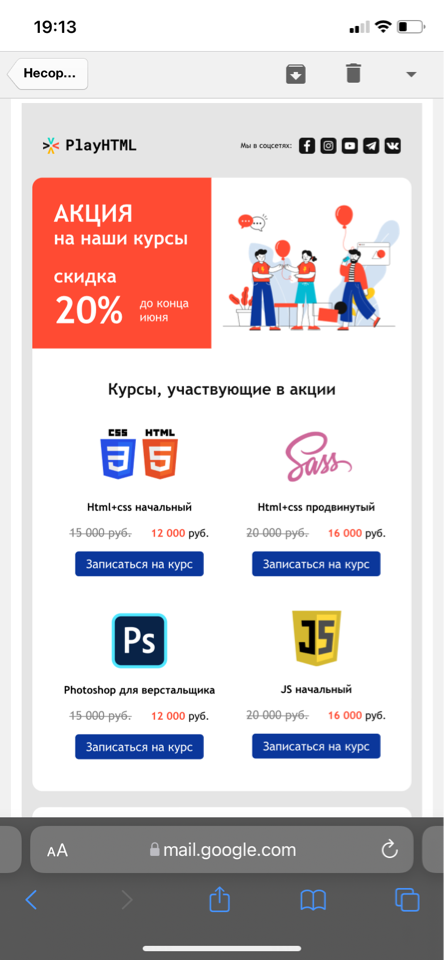 19:13
Несор...
PlayHTML
Мы в соцсетях:
АКЦИЯ
на наши курсы
скидка
20%
до конца
июня
Курсы, участвующие в акции
CSS
3
HTML
5
Sass
Html+css начальный
Html+css продвинутый
15 000 руб. 12 000 руб.
20 000 руб. 16 000 руб.
Записаться на курс
Записаться на курс
Ps
JS
Photoshop для верстальщика
JS начальный
15 000 руб. 12 000 руб.
20 000 руб. 16 000 руб.
Записаться на курс
Записаться на курс
AA
mail.google.com